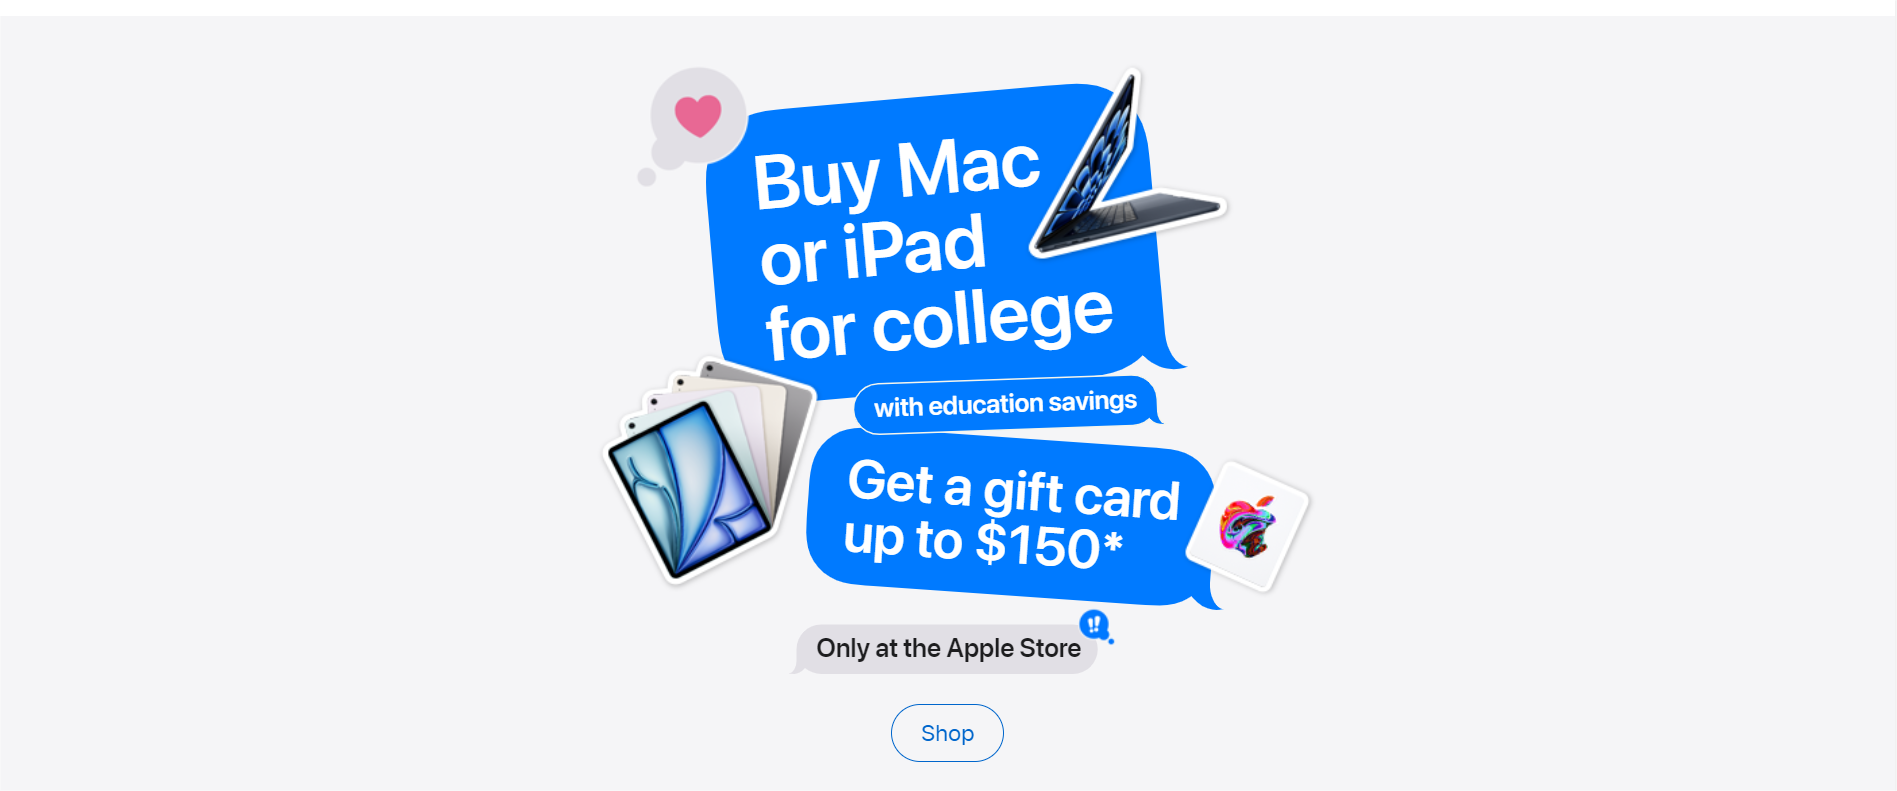 Buy Mac
or iPad
for college
with education savings
Get a gift card
up to $150*
Only at the Apple Store
!!
Shop